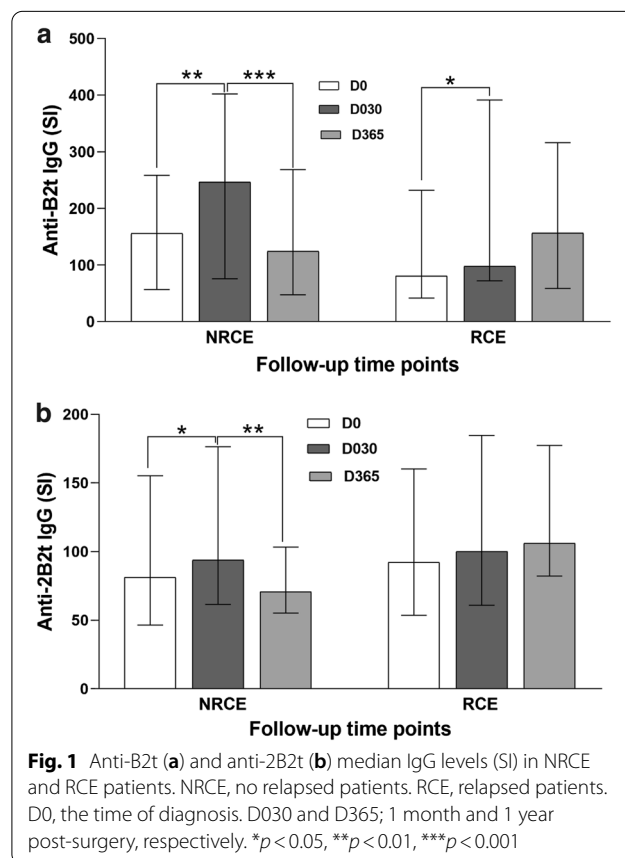 a
500
400
300
200
100
0
Anti-B2t IgG (SI)
** ***
*
D0
D030
D365
NRCE RCE
Follow-up time points
b
200
150
100
50
0
Anti-2B2t IgG (SI)
* **
D0
D030
D365
NRCE RCE
Follow-up time points
Fig. 1 Anti-B2t (a) and anti-2B2t (b) median IgG levels (SI) in NRCE
and RCE patients. NRCE, no relapsed patients. RCE, relapsed patients.
D0, the time of diagnosis. D030 and D365; 1 month and 1 year
post-surgery, respectively. *p < 0.05, **p < 0.01, ***p < 0.001